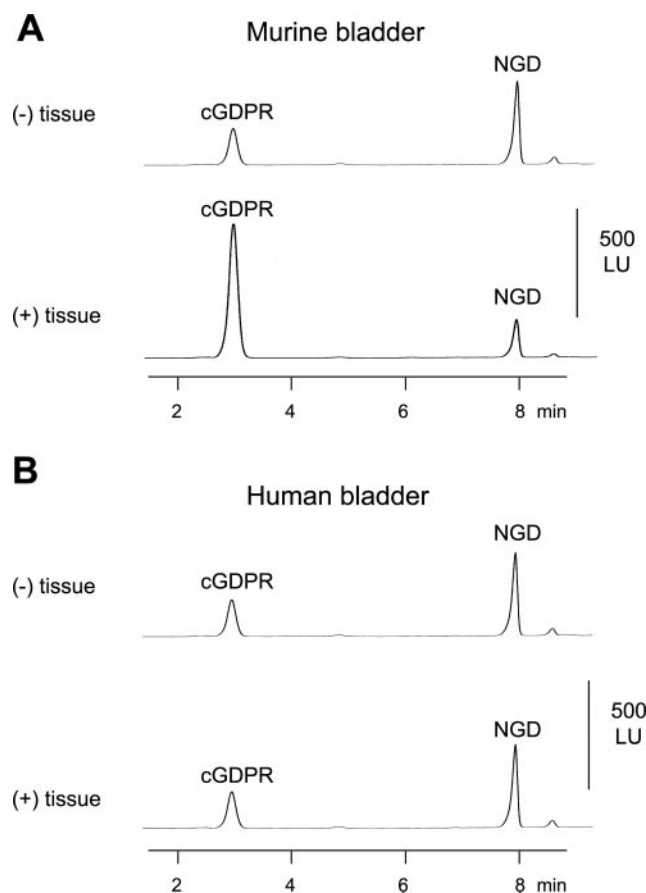 A
Murine bladder
(-) tissue
cGDPR
NGD
(+) tissue
cGDPR
NGD
500
LU
2 4 6 8 min
B
Human bladder
(-) tissue
cGDPR
NGD
(+) tissue
cGDPR
NGD
500
LU
2 4 6 8 min